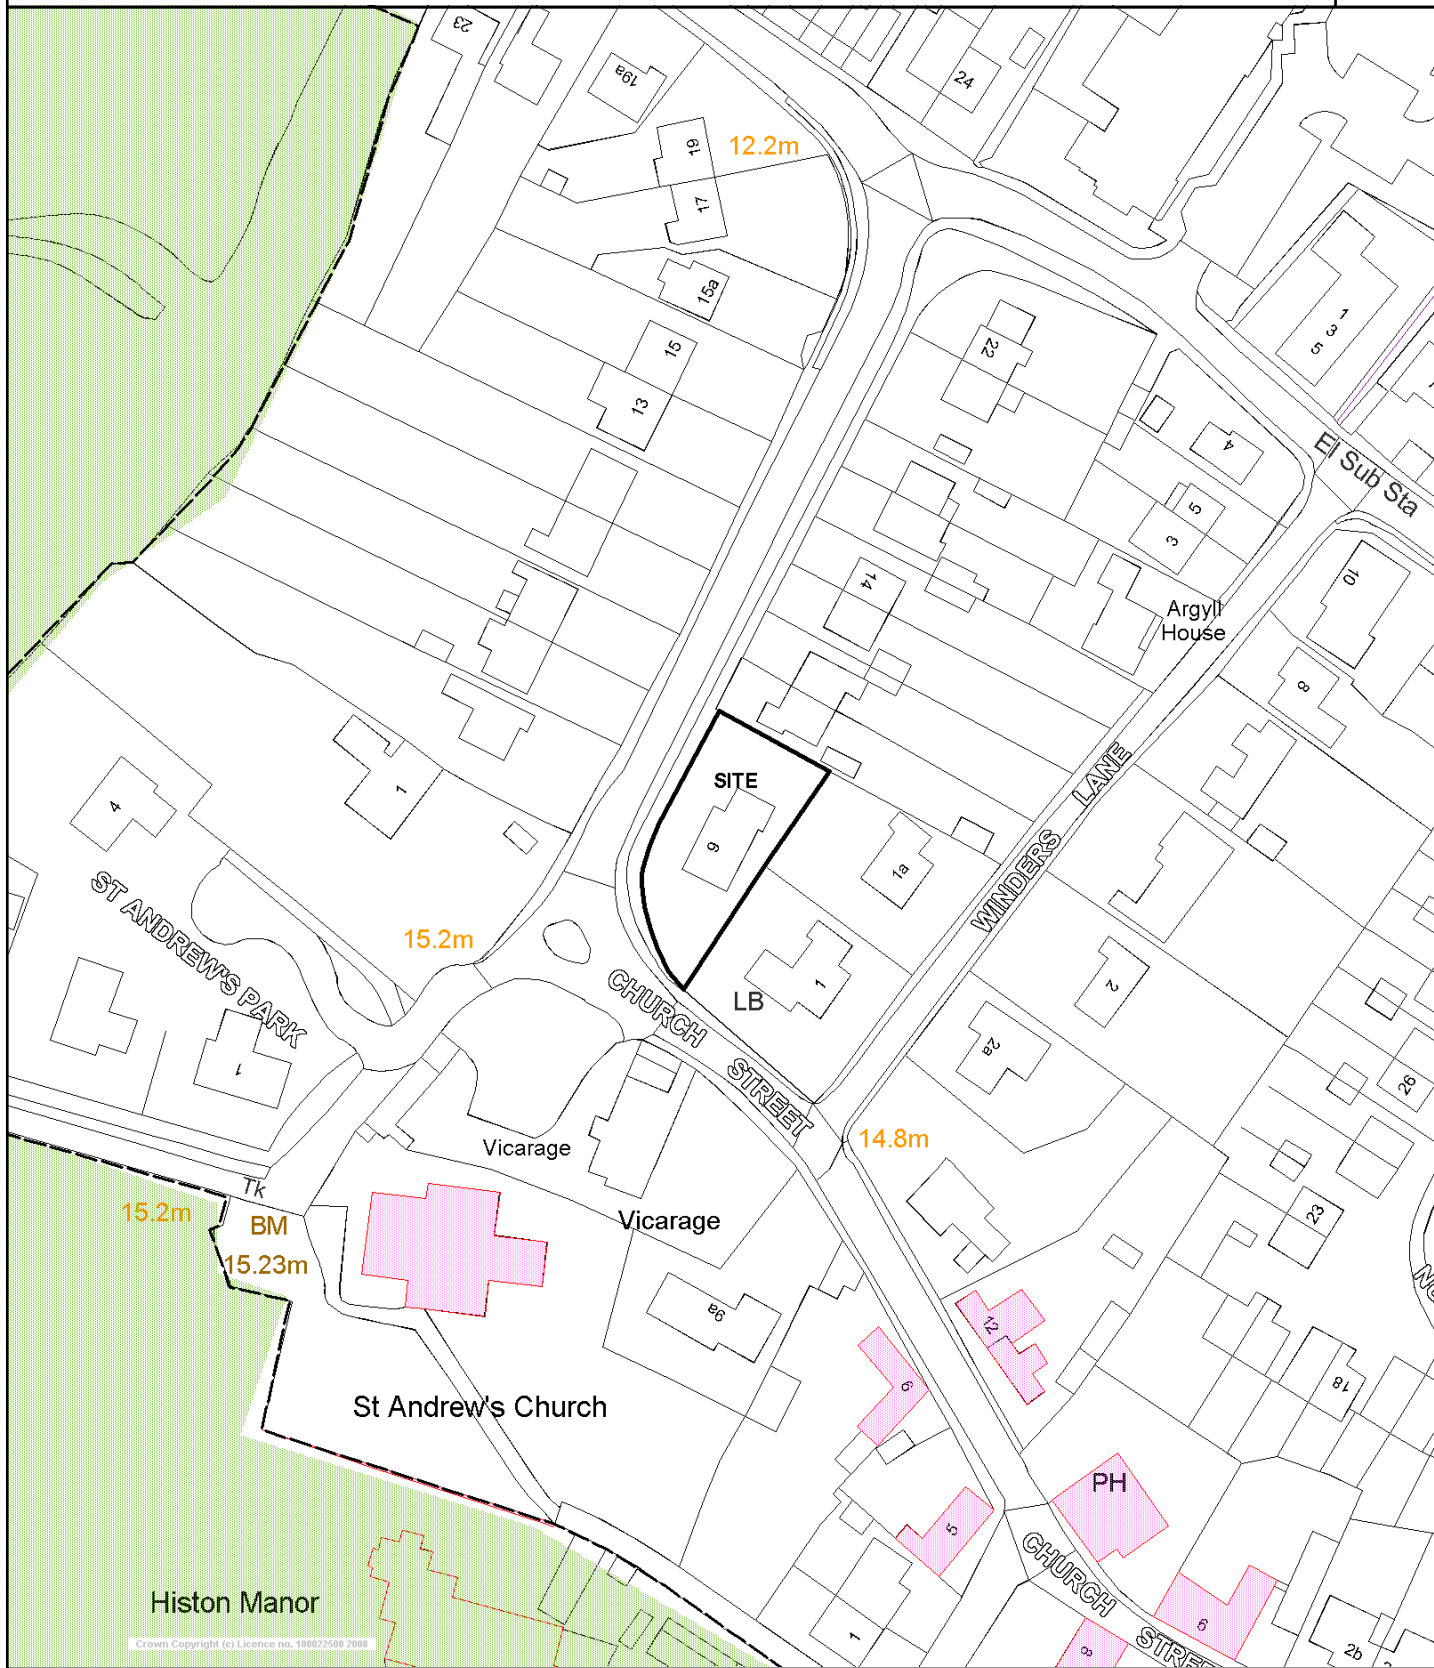 23
19a
24
19
12.2m
17
15a
15
1
3
5
22
13
4
El Sub Sta
5
3
14
10
Argyll
House
8
SITE
WINDERS LANE
1
4
9
1a
ST ANDREW'S PARK
15.2m
CHURCH STREET
LB
1
2
2a
1
26
14.8m
Vicarage
Tk
15.2m
BM
15.23m
Vicarage
23
9a
12
18
9
St Andrew's Church
PH
5
CHURCH STREET
Histon Manor
6
1
8
2b
Crown Copyright (c) Licence no. 100022500 2008